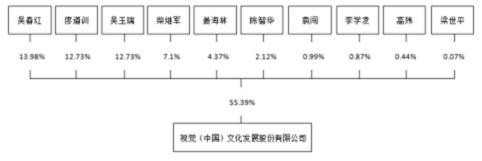 吴春红 廖道训 吴玉瑞 柴继军 姜海林 陈智华 袁闯 李学凌 高玮 梁世平
13.98% 12.73% 12.73% 7.1% 4.37% 2.12% 0.99% 0.87% 0.44% 0.07%
55.39%
视觉（中国）文化发展股份有限公司